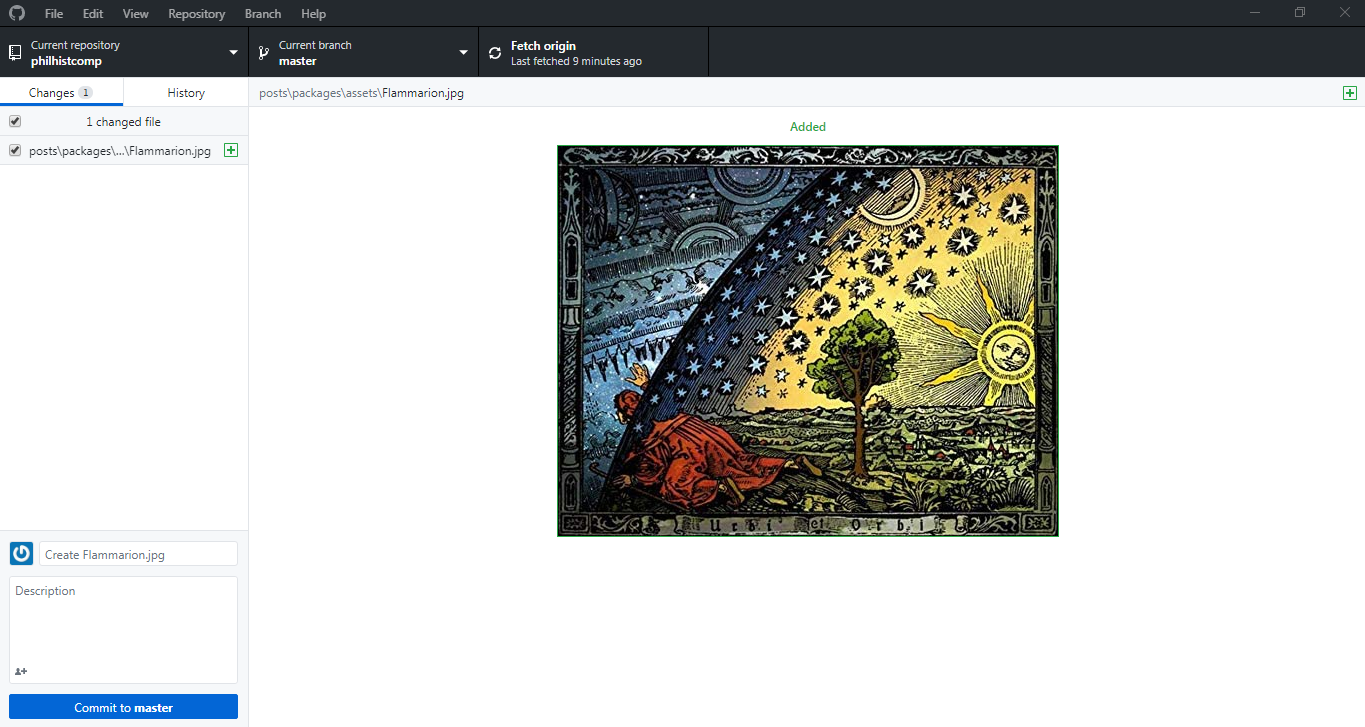 File Edit View Repository Branch Help
Current repository
philhistcomp
Current branch
master
Fetch origin
Last fetched 9 minutes ago
Changes 1
History
posts\packages\assets\Flammarion.jpg
1 changed file
posts\packages\...\Flammarion.jpg
Added
Urbi et Orbi
Create Flammarion.jpg
Description
Commit to master